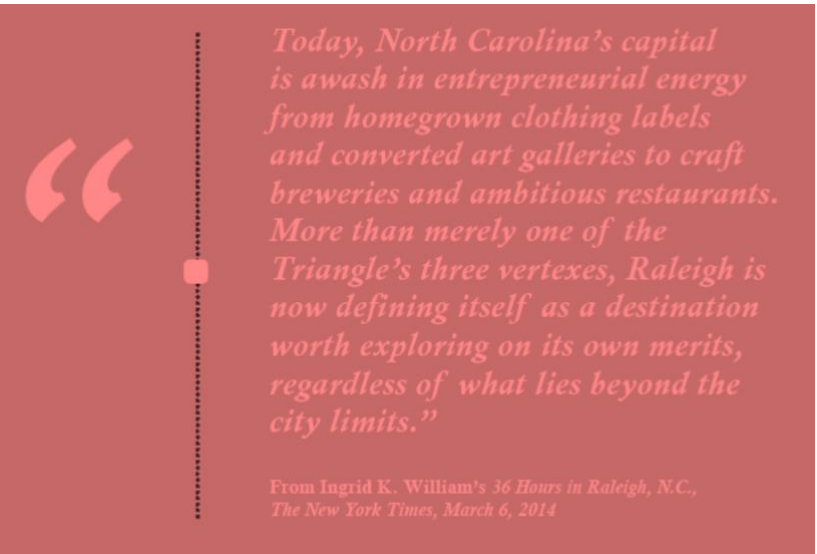 “
Today, North Carolina’s capital
is awash in entrepreneurial energy
from homegrown clothing labels
and converted art galleries to craft
breweries and ambitious restaurants.
More than merely one of the
Triangle’s three vertexes, Raleigh is
now defining itself as a destination
worth exploring on its own merits,
regardless of what lies beyond the
city limits.”
From Ingrid K. William’s 36 Hours in Raleigh, N.C.,
The New York Times, March 6, 2014